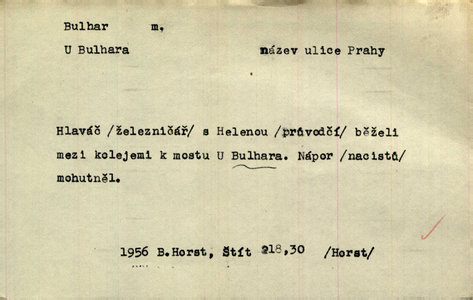 Bulhar m.
U Bulhara název ulice Prahy
Hlaváč /železničář/ s Helenou /průvodčí/ běželi
mezi kolejemi k mostu U Bulhara. Nápor /nacistů/
mohutněl.
1956 B.Horst, Štít 218,30 /Horst/